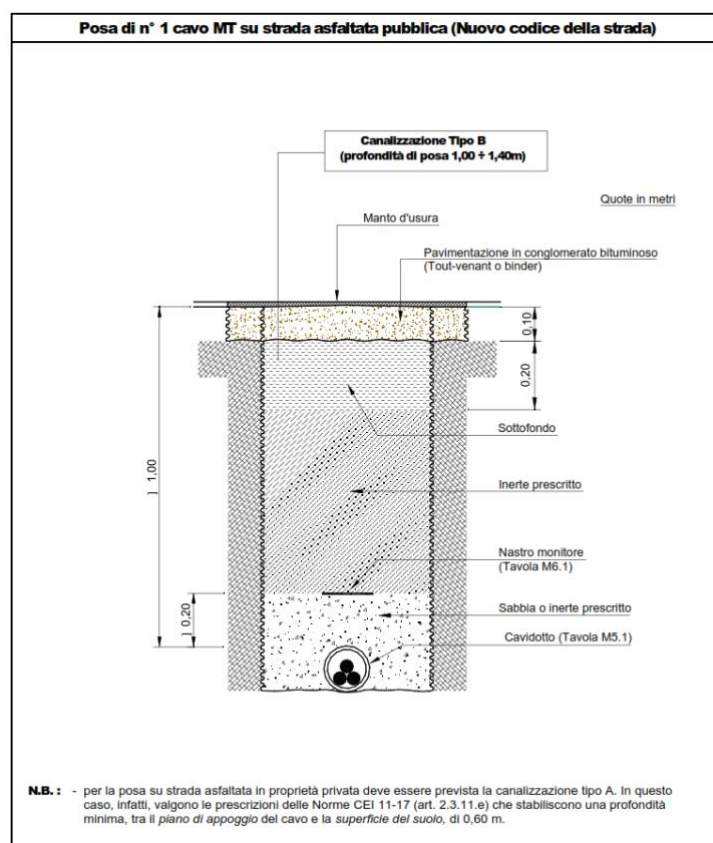 Posa di n° 1 cavo MT su strada asfaltata pubblica (Nuovo codice della strada)
Canalizzazione Tipo B
(profondità di posa 1,00 ÷ 1,40m)
Quote in metri
Manto d'usura
Pavimentazione in conglomerato bituminoso
(Tout-venant o binder)
0,10
0,20
Sottofondo
] 1,00
Inerte prescritto
Nastro monitore
(Tavola M6.1)
] 0,20
Sabbia o inerte prescritto
Cavidotto (Tavola M5.1)
N.B. : - per la posa su strada asfaltata in proprietà privata deve essere prevista la canalizzazione tipo A. In questo
caso, infatti, valgono le prescrizioni delle Norme CEI 11-17 (art. 2.3.11.e) che stabiliscono una profondità
minima, tra il piano di appoggio del cavo e la superficie del suolo, di 0,60 m.